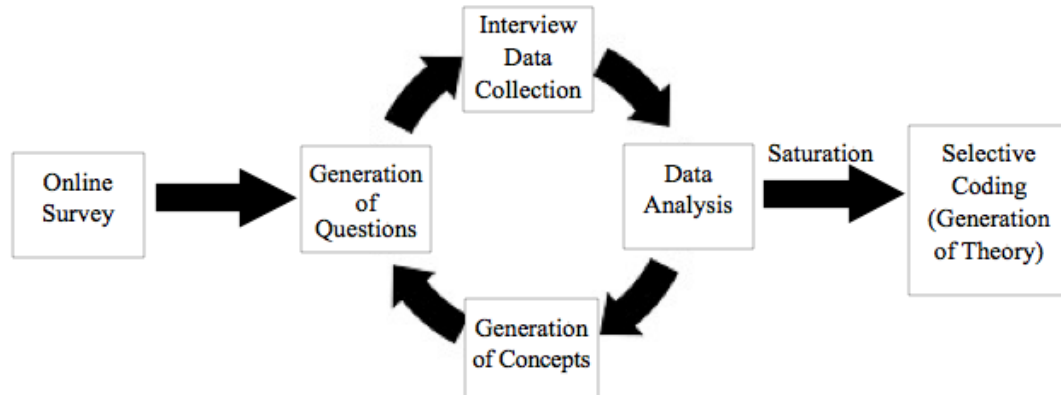 Online
Survey
Generation
of
Questions
Interview
Data
Collection
Data
Analysis
Generation
of Concepts
Saturation
Selective
Coding
(Generation
of Theory)